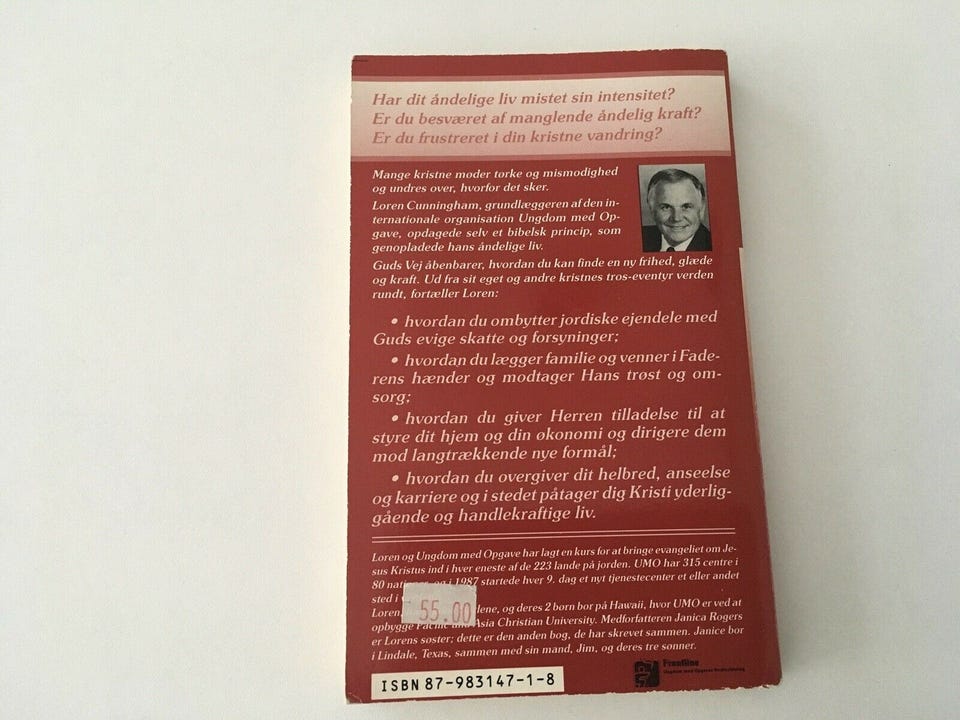 Har dit åndelige liv mistet sin intensitet?
Er du besværet af manglende åndelig kraft?
Er du frustreret i din kristne vandring?
Mange kristne møder tørke og mismodighed
og undres over, hvorfor det sker.
Loren Cunningham, grundlæggeren af den in-
ternationale organisation Ungdom med Op-
gave, opdagede selv et bibelsk princip, som
genopladede hans åndelige liv.
Guds Vej åbenbarer, hvordan du kan finde en ny frihed, glæde
og kraft. Ud fra sit eget og andre kristnes tros-eventyr verden
rundt, fortæller Loren:
• hvordan du ombytter jordiske ejendele med
Guds evige skatte og forsyninger;
• hvordan du lægger familie og venner i Fade-
rens hænder og modtager Hans trøst og om-
sorg;
• hvordan du giver Herren tilladelse til at
styre dit hjem og din økonomi og dirigere dem
mod langtrækkende nye formål;
• hvordan du overgiver dit helbred, anseelse
og karriere og i stedet påtager dig Kristi yderlig-
gående og handlekraftige liv.
Loren og Ungdom med Opgave har lagt en kurs for at bringe evangeliet om Je-
sus Kristus ind i hver eneste af de 223 lande på jorden. UMO har 315 centre i
80 nationer, og i 1987 startede hver 9. dag et nyt tjenestecenter et eller andet
sted i
Loren, dene, og deres 2 born bor på Hawaii, hvor UMO er ved at
opbygge Pacific and Asia Christian University. Medforfatteren Janica Rogers
er Lorens søster; dette er den anden bog, de har skrevet sammen. Janice bor
i Lindale, Texas, sammen med sin mand, Jim, og deres tre sønner.
55.00
ISBN 87-983147-1-8
Frontline
Ungdom med Opgaves